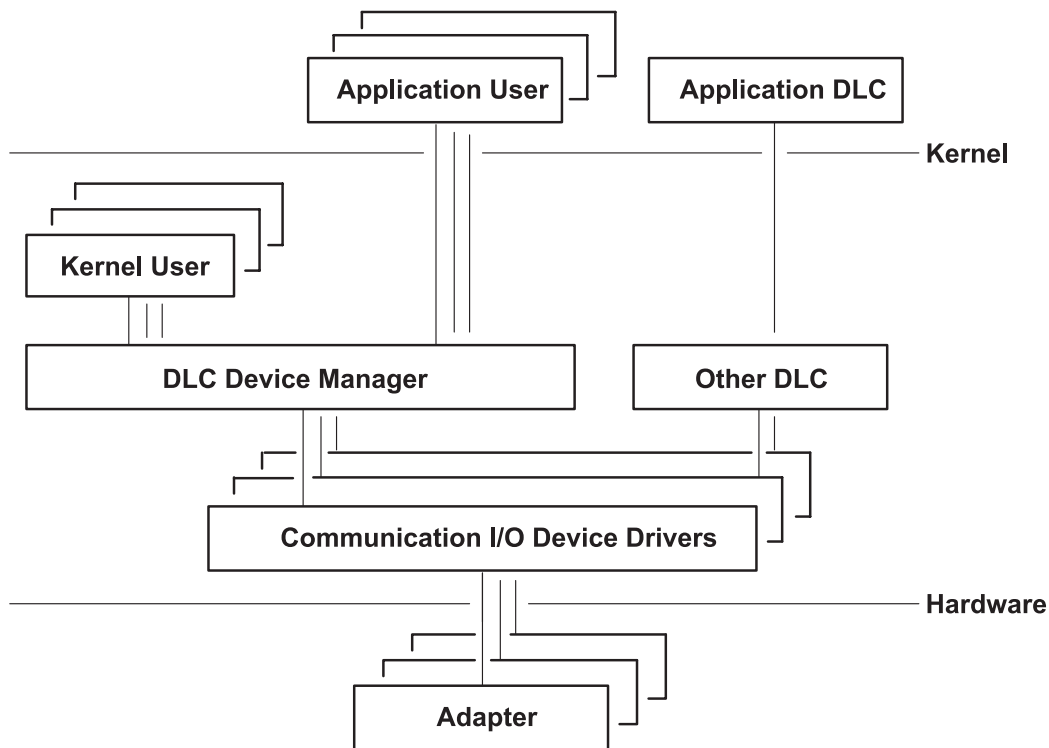 Application User
Application DLC
Kernel
Kernel User
DLC Device Manager
Other DLC
Communication I/O Device Drivers
Hardware
Adapter